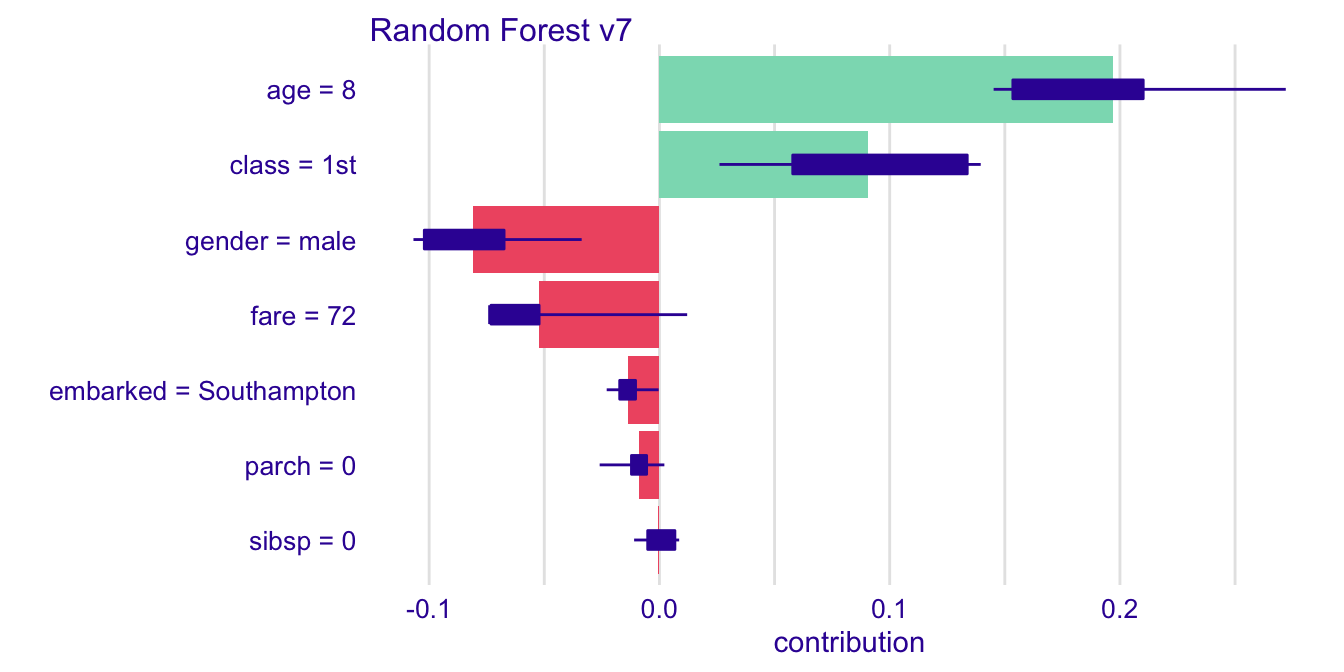 Random Forest v7
age = 8
class = 1st
gender = male
fare = 72
embarked = Southampton
parch = 0
sibsp = 0
-0.1 0.0 0.1 0.2
contribution